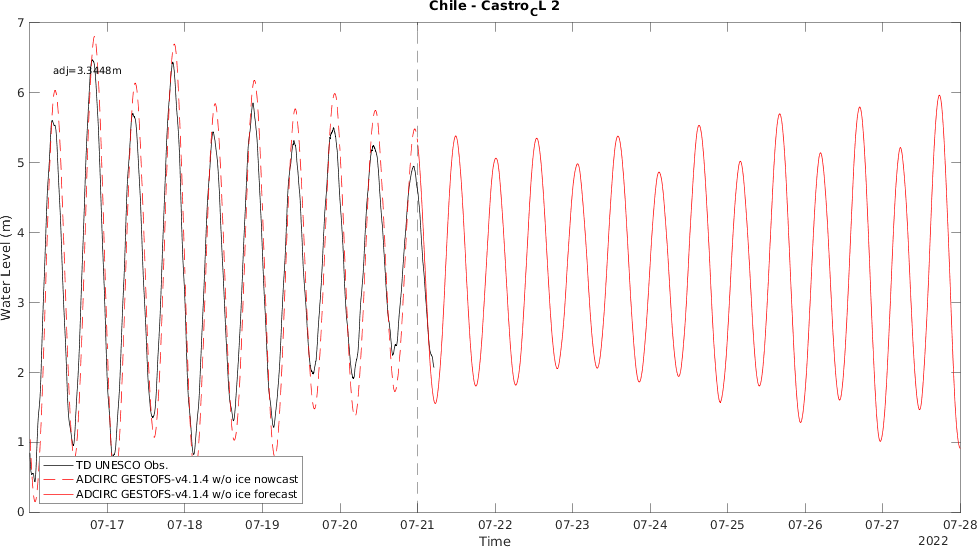 Chile - Castro_CL 2
7
adj=3.3448m
6
5
4
3
2
1
0
Water Level (m)
TD UNESCO Obs.
ADCIRC GESTOFS-v4.1.4 w/o ice nowcast
ADCIRC GESTOFS-v4.1.4 w/o ice forecast
07-17 07-18 07-19 07-20 07-21 07-22 07-23 07-24 07-25 07-26 07-27 07-28
Time
2022